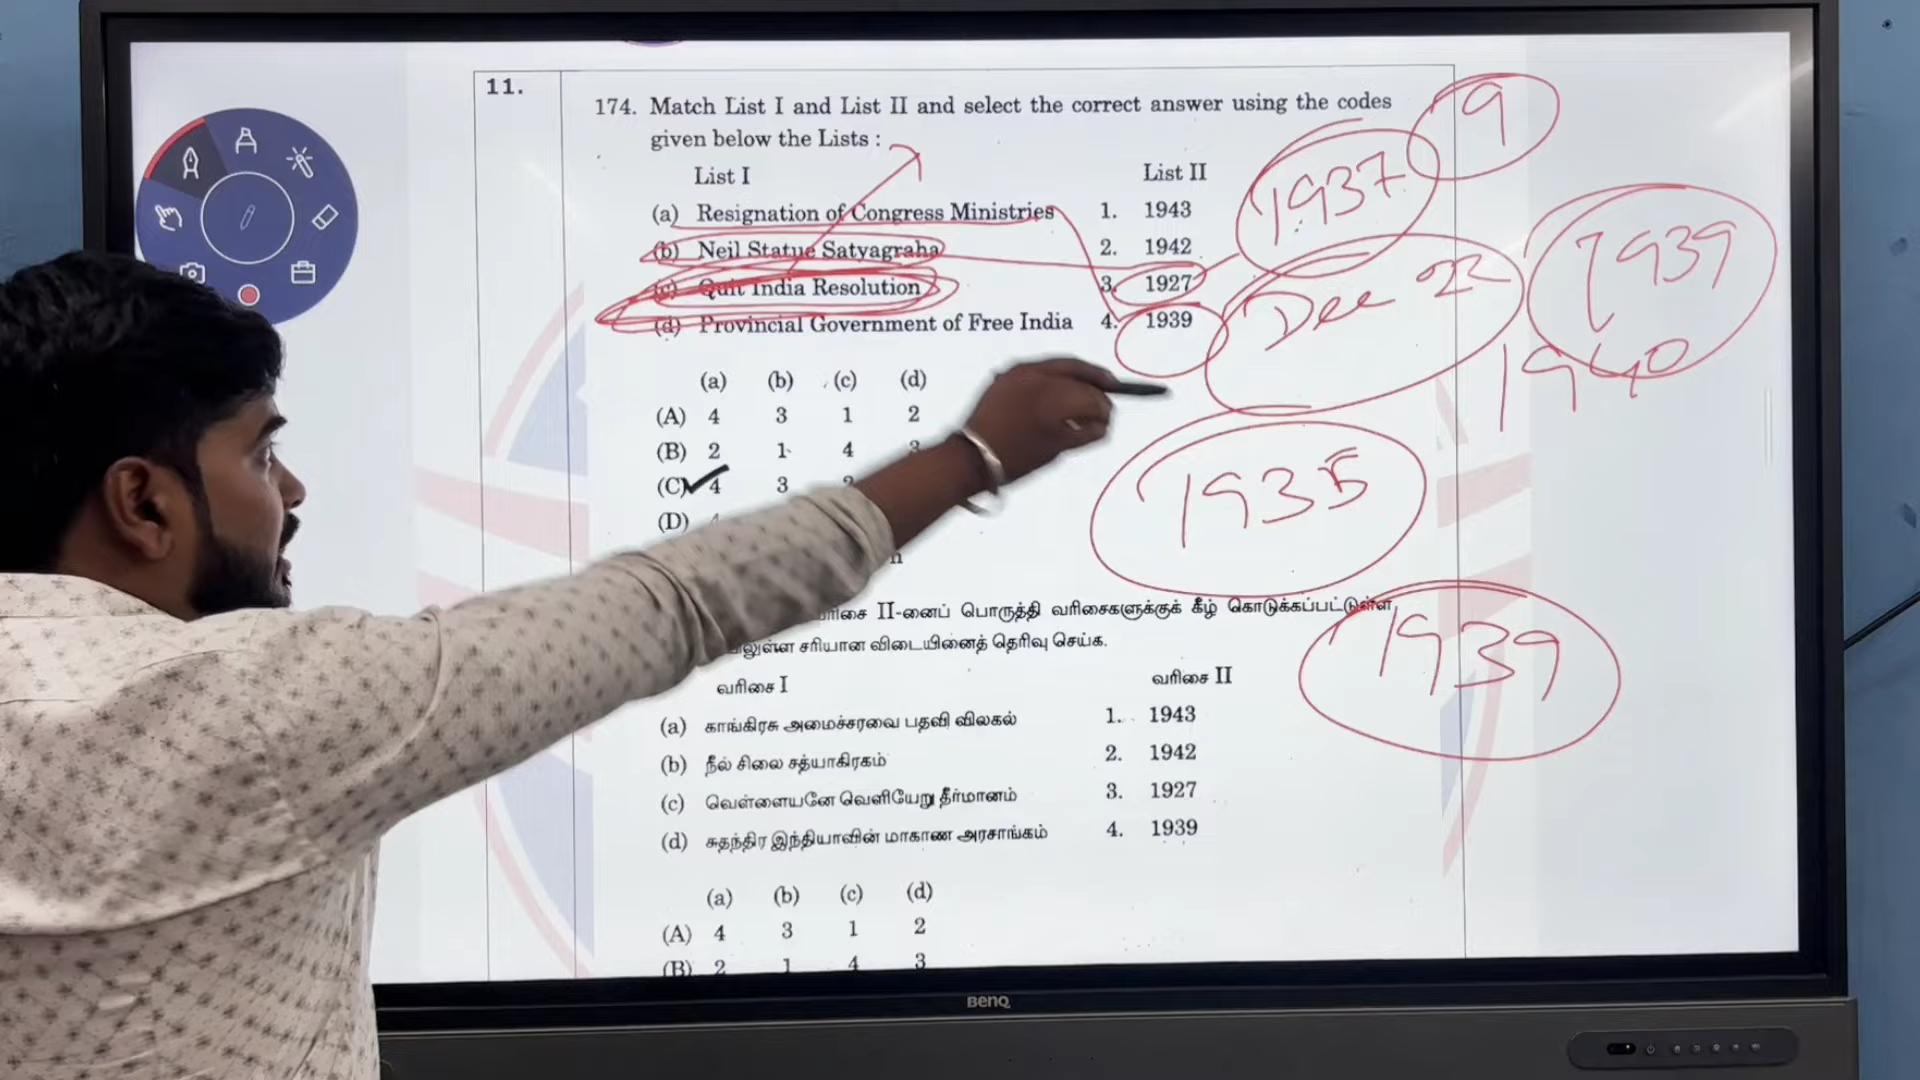 11.
174. Match List I and List II and select the correct answer using the codes
given below the Lists :
List I List II
(a) Resignation of Congress Ministries 1. 1943
(b) Neil Statue Satyagraha 2. 1942
(c) Quit India Resolution 3. 1927
(d) Provincial Government of Free India 4. 1939
9
1937
Dec 22
1939
1940
1935
1939
(a) (b) (c) (d)
(A) 4 3 1 2
(B) 2 1 4 3
(C) 4 3 2
(D)
II-னைப் பொருத்தி வரிசைகளுக்குக் கீழ் கொடுக்கப்பட்டுள்ள
சரியான விடையினைத் தெரிவு செய்க.
வரிசை I வரிசை II
(a) காங்கிரசு அமைச்சரவை பதவி விலகல் 1. 1943
(b) நீல் சிலை சத்யாகிரகம் 2. 1942
(c) வெள்ளையனே வெளியேறு தீர்மானம் 3. 1927
(d) சுதந்திர இந்தியாவின் மாகாண அரசாங்கம் 4. 1939
(a) (b) (c) (d)
(A) 4 3 1 2
(B) 2 1 4 3
BenQ